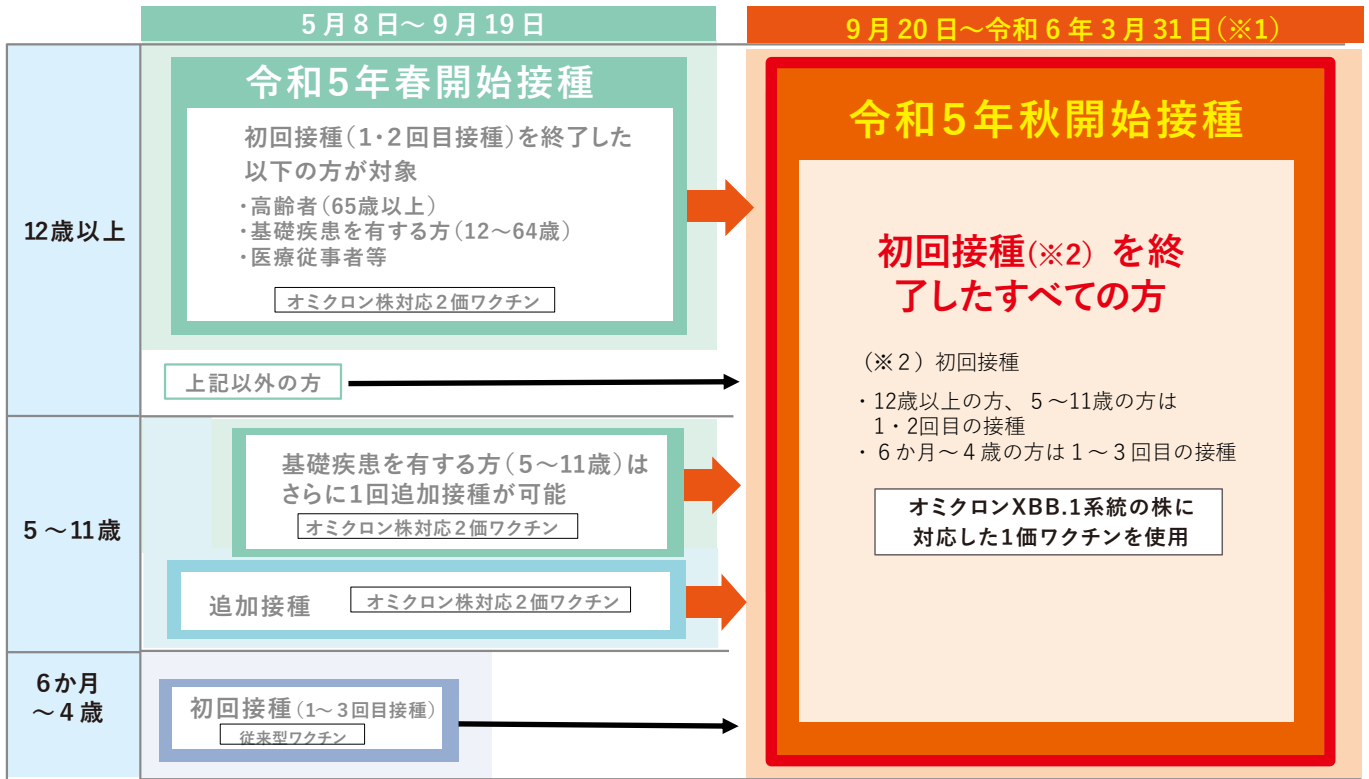 5月8日～9月19日
9月20日～令和6年3月31日(※1)
12歳以上
令和5年春開始接種
初回接種(1・2回目接種)を終了した
以下の方が対象
・高齢者(65歳以上)
・基礎疾患を有する方(12～64歳)
・医療従事者等
オミクロン株対応2価ワクチン
上記以外の方
5～11歳
基礎疾患を有する方(5～11歳)は
さらに1回追加接種が可能
オミクロン株対応2価ワクチン
追加接種
オミクロン株対応2価ワクチン
6か月
～4歳
初回接種(1～3回目接種)
従来型ワクチン
令和5年秋開始接種
初回接種(※2)を終
了したすべての方
(※2)初回接種
・12歳以上の方、5～11歳の方は
1・2回目の接種
・6か月～4歳の方は1～3回目の接種
オミクロンXBB.1系統の株に
対応した1価ワクチンを使用